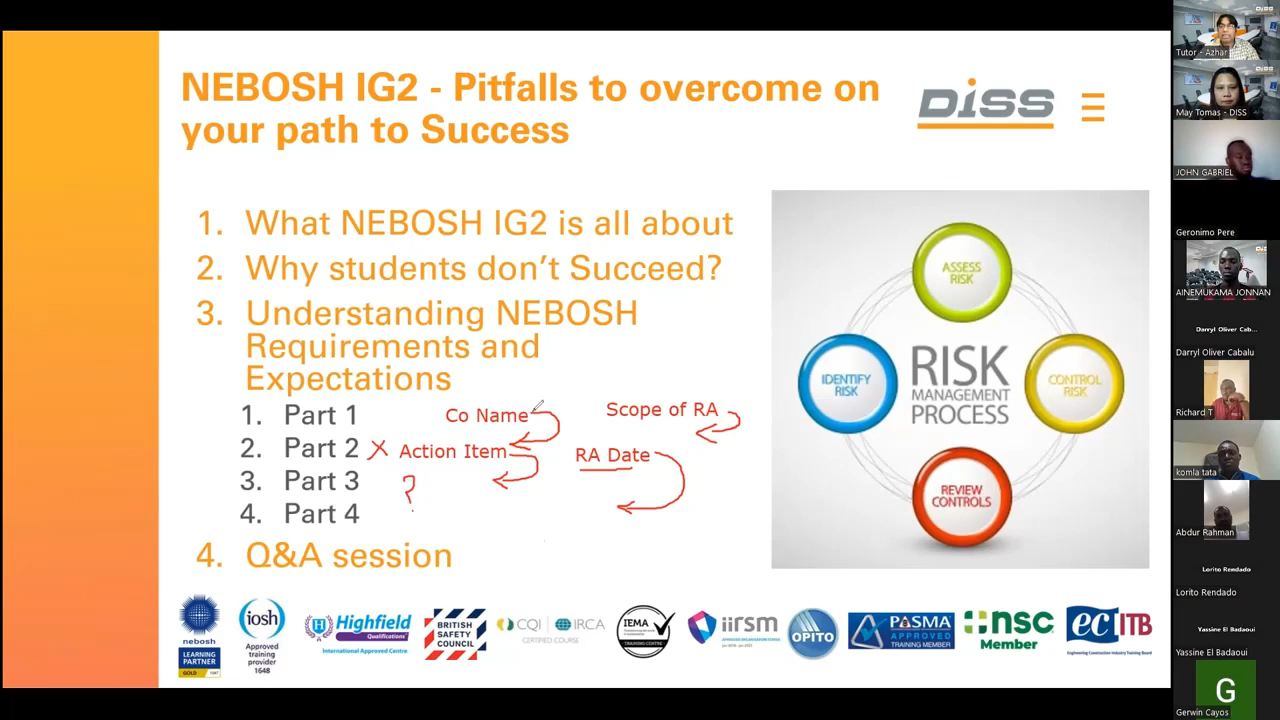 NEBOSH IG2 - Pitfalls to overcome on
your path to Success
DISS
1. What NEBOSH IG2 is all about
2. Why students don't Succeed?
3. Understanding NEBOSH
Requirements and
Expectations
1. Part 1
Co Name
Scope of RA
2. Part 2 X Action Item
RA Date
3. Part 3 ?
4. Part 4
4. Q&A session
ASSESS
RISK
IDENTIFY
RISK
RISK
MANAGEMENT
PROCESS
CONTROL
RISK
REVIEW
CONTROLS
nebosh
LEARNING
PARTNER
GOLD
iosh
Approved
training
provider
1648
Highfield
Qualifications
International Approved Centre
BRITISH
SAFETY
COUNCIL
CQI IRCA
CERTIFIED COURSE
IEMA
TRAINING CENTRE
iirsm
OPITO
PASMA
APPROVED
TRAINING MEMBER
nsc
Member
ECITB
Engineering Construction Industry Training Board
Tutor - Azhar
May Tomas - DISS
JOHN GABRIEL
Geronimo Pere
AINEMUKAMA JONNAN
Darryl Oliver Cab...
Darryl Oliver Cabalu
Richard T
komla tata
Abdur Rahman
Lorito Rendado
Lorito Rendado
Yassine El Badaoui
Yassine El Badaoui
G
Gerwin Cayos